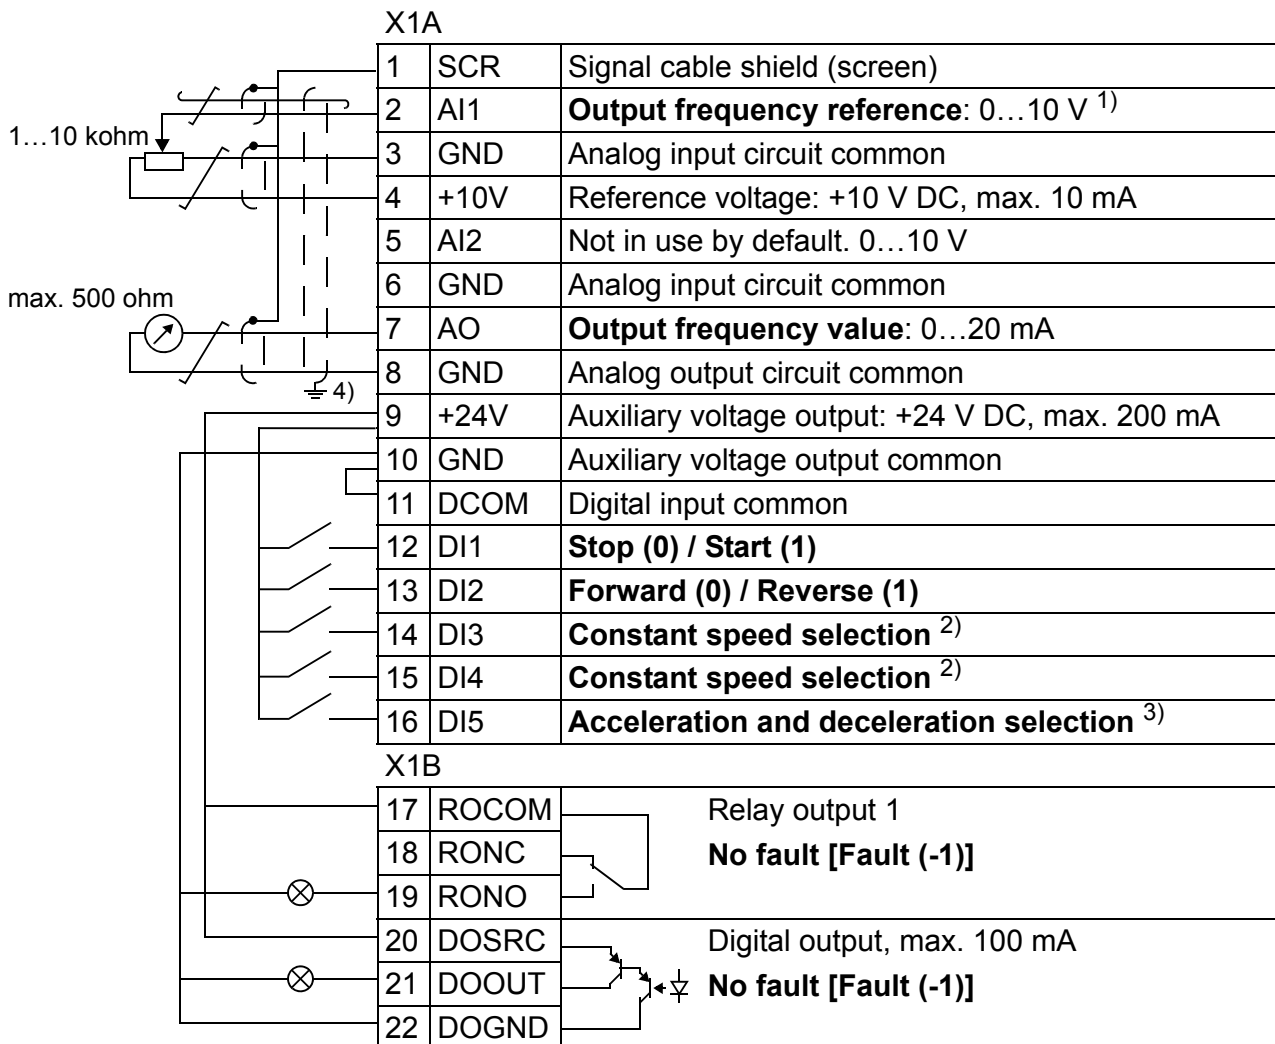 X1A
1 SCR Signal cable shield (screen)
2 AI1 Output frequency reference: 0…10 V 1)
1…10 kohm
3 GND Analog input circuit common
4 +10V Reference voltage: +10 V DC, max. 10 mA
5 AI2 Not in use by default. 0…10 V
6 GND Analog input circuit common
max. 500 ohm
7 AO Output frequency value: 0…20 mA
8 GND Analog output circuit common
4)
9 +24V Auxiliary voltage output: +24 V DC, max. 200 mA
10 GND Auxiliary voltage output common
11 DCOM Digital input common
12 DI1 Stop (0) / Start (1)
13 DI2 Forward (0) / Reverse (1)
14 DI3 Constant speed selection 2)
15 DI4 Constant speed selection 2)
16 DI5 Acceleration and deceleration selection 3)
X1B
17 ROCOM Relay output 1
18 RONC No fault [Fault (-1)]
19 RONO
20 DOSRC Digital output, max. 100 mA
21 DOOUT No fault [Fault (-1)]
22 DOGND